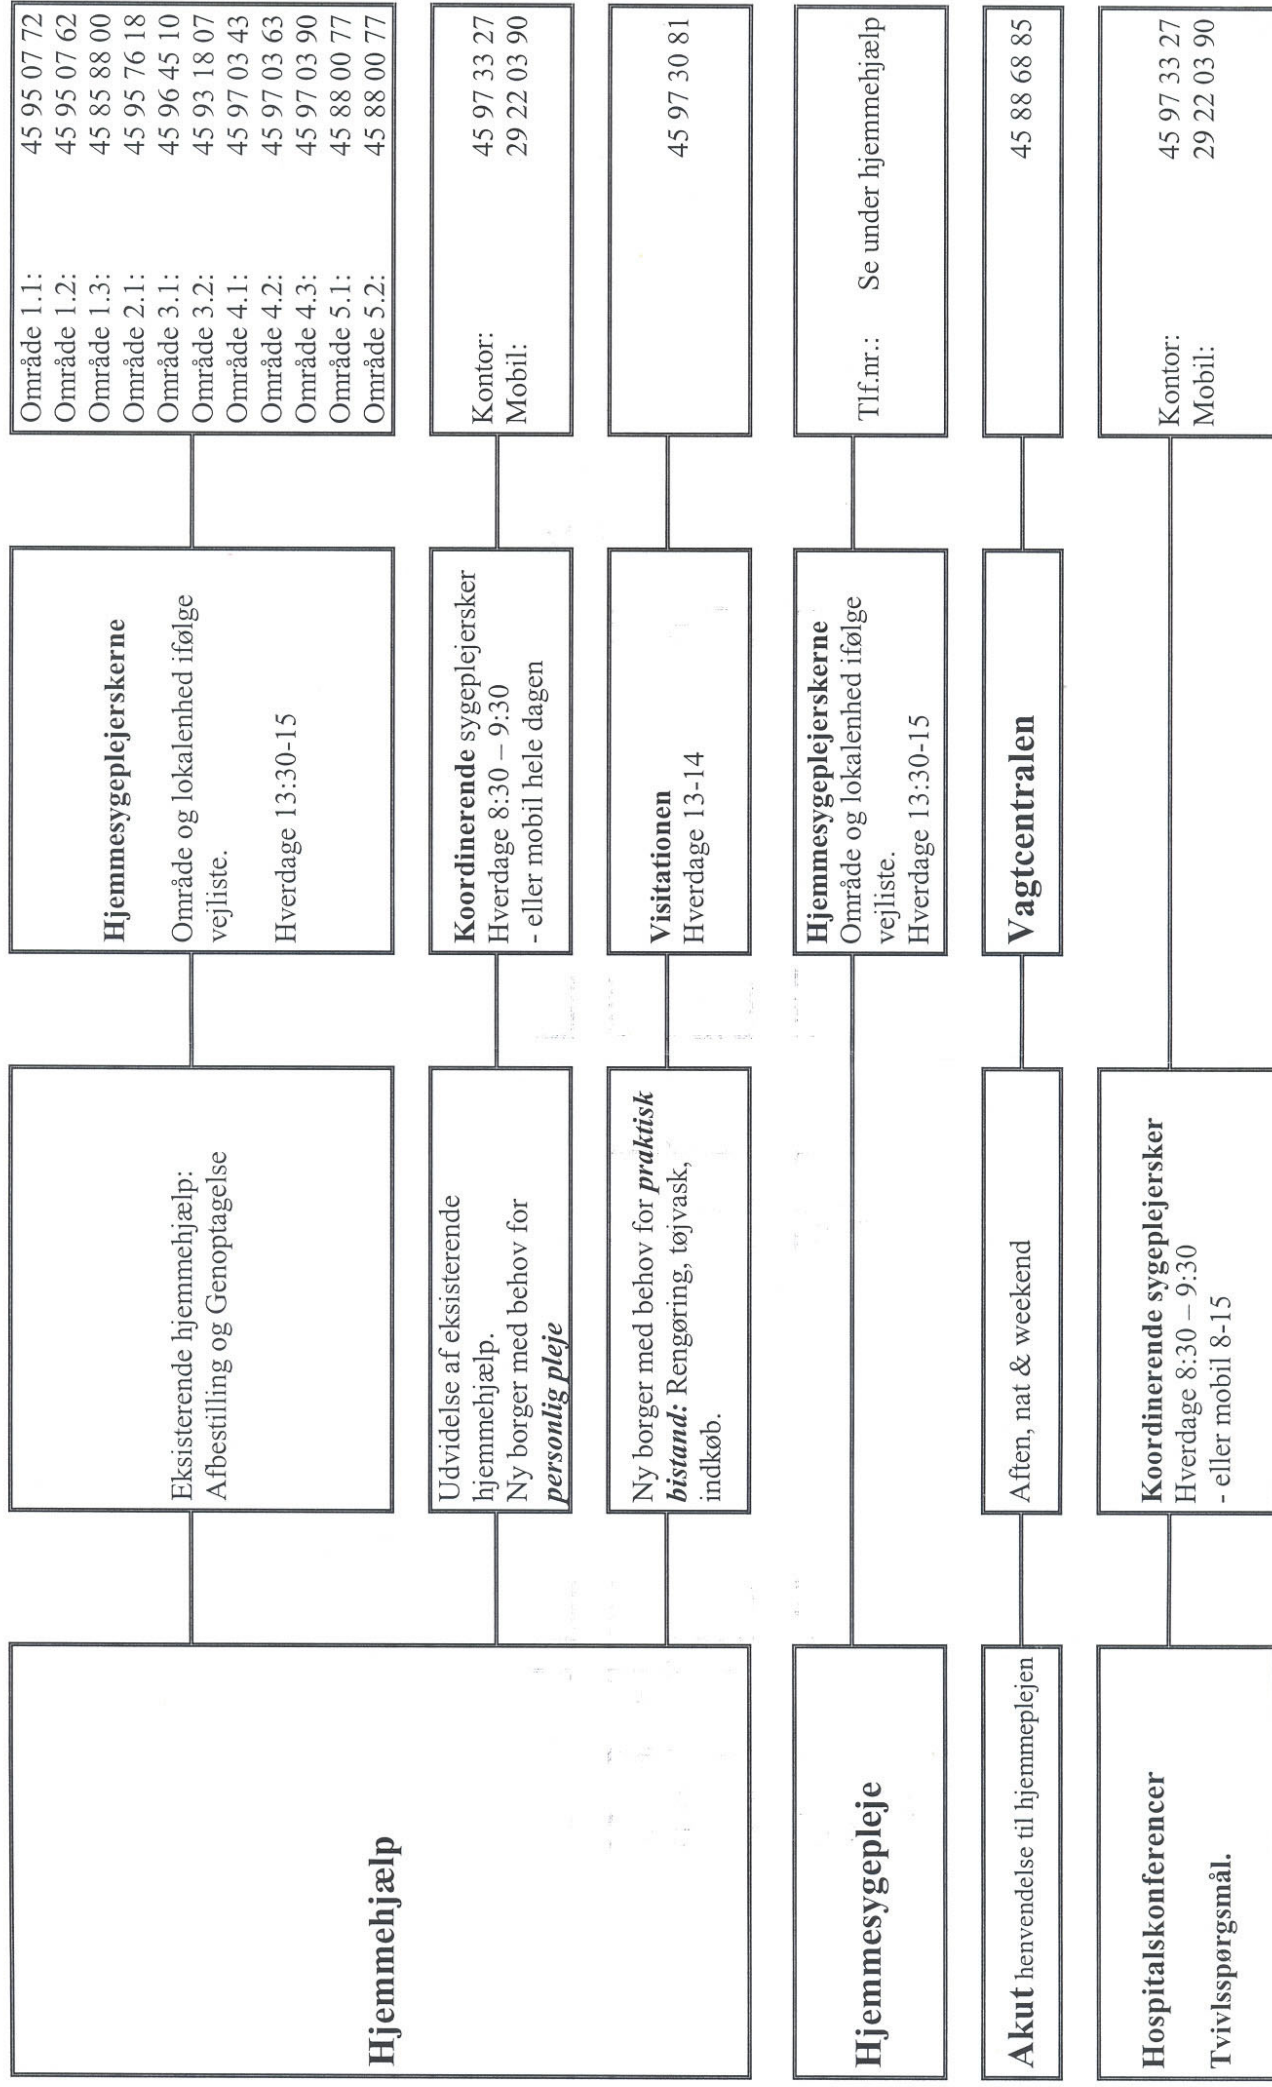 Hjemmehjælp
Eksisterende hjemmehjælp:
Afbestilling og Genoptagelse
Hjemmesygeplejerskerne
Område og lokalenhed ifølge
vejliste.
Hverdage 13:30-15
Område 1.1: 45 95 07 72
Område 1.2: 45 95 07 62
Område 1.3: 45 85 88 00
Område 2.1: 45 95 76 18
Område 3.1: 45 96 45 10
Område 3.2: 45 93 18 07
Område 4.1: 45 97 03 43
Område 4.2: 45 97 03 63
Område 4.3: 45 97 03 90
Område 5.1: 45 88 00 77
Område 5.2: 45 88 00 77
Udvidelse af eksisterende
hjemmehjælp.
Ny borger med behov for
personlig pleje
Koordinerende sygeplejersker
Hverdage 8:30 – 9:30
- eller mobil hele dagen
Kontor: 45 97 33 27
Mobil: 29 22 03 90
Ny borger med behov for praktisk
bistand: Rengøring, tøjvask,
indkøb.
Visitationen
Hverdage 13-14
45 97 30 81
Hjemmesygepleje
Hjemmesygeplejerskerne
Område og lokalenhed ifølge
vejliste.
Hverdage 13:30-15
Tlf.nr.: Se under hjemmehjælp
Akut henvendelse til hjemmeplejen
Aften, nat & weekend
Vagtcentralen
45 88 68 85
Hospitalskonferencer
Tvivlsspørgsmål.
Koordinerende sygeplejersker
Hverdage 8:30 – 9:30
- eller mobil 8-15
Kontor: 45 97 33 27
Mobil: 29 22 03 90